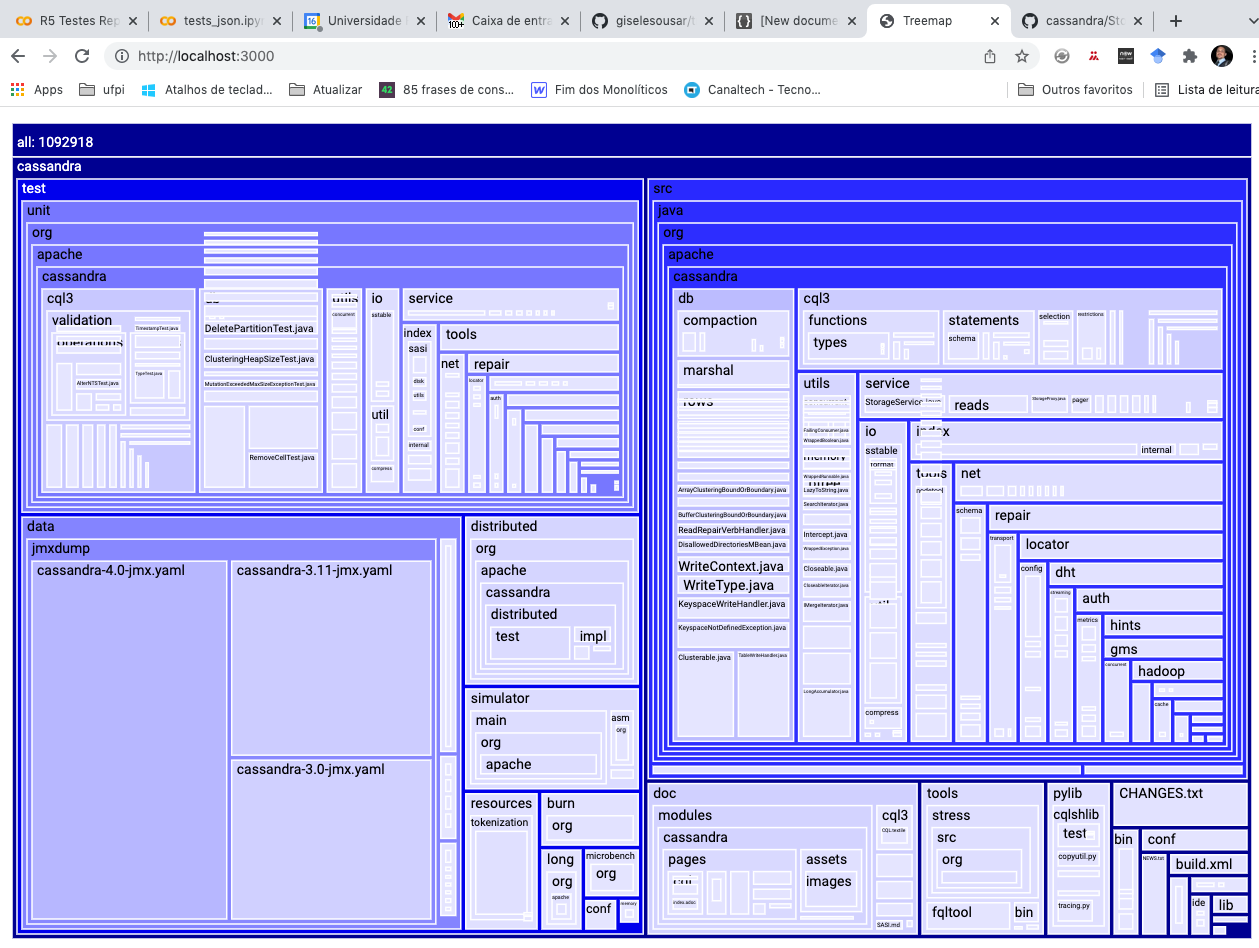 R5 Testes Rep
tests_json.ipy
Universidade
Caixa de entra
giselesousar/t
[New docume
Treemap
cassandra/Sto
http://localhost:3000
Apps
ufpi
Atalhos de teclad...
Atualizar
85 frases de cons...
Fim dos Monolíticos
Canaltech - Tecno...
Outros favoritos
Lista de leitura
all: 1092918
cassandra
test
unit
org
apache
cassandra
cql3
validation
TimestampTest.java
operations
TypeTest.java
AlterNTSTest.java
DeletePartitionTest.java
ClusteringHeapSizeTest.java
MutationExceededMaxSizeExceptionTest.java
RemoveCellTest.java
utils
concurrent
io
sstable
util
compress
service
index
sasi
disk
utils
conf
internal
tools
net
repair
locator
auth
data
jmxdump
cassandra-4.0-jmx.yaml
cassandra-3.11-jmx.yaml
cassandra-3.0-jmx.yaml
distributed
org
apache
cassandra
distributed
test
impl
simulator
main
org
apache
asm
org
resources
tokenization
burn
org
long
org
apache
microbench
org
conf
memory
src
java
org
apache
cassandra
db
compaction
marshal
rows
ArrayClusteringBoundOrBoundary.java
BufferClusteringBoundOrBoundary.java
ReadRepairVerbHandler.java
DisallowedDirectoriesMBean.java
WriteContext.java
WriteType.java
KeyspaceWriteHandler.java
KeyspaceNotDefinedException.java
Clusterable.java
TableWriteHandler.java
cql3
functions
types
statements
schema
selection
restrictions
utils
concurrent
FailingConsumer.java
WrappedBoolean.java
memory
WrappedRunnable.java
LazyToString.java
SearchIterator.java
Intercept.java
WrappedException.java
Closeable.java
CloseableIterator.java
IMergeIterator.java
LongAccumulator.java
service
StorageService.java
reads
StorageProxy.java
pager
io
sstable
format
util
compress
index
internal
tools
nodetool
net
schema
repair
transport
locator
config
dht
streaming
auth
metrics
hints
gms
concurrent
hadoop
cache
doc
modules
cassandra
pages
cql
index.adoc
assets
images
cql3
CQL.textile
SASI.md
tools
stress
src
org
fqltool
bin
pylib
cqlshlib
test
copyutil.py
tracing.py
CHANGES.txt
bin
conf
NEWS.txt
build.xml
ide
lib